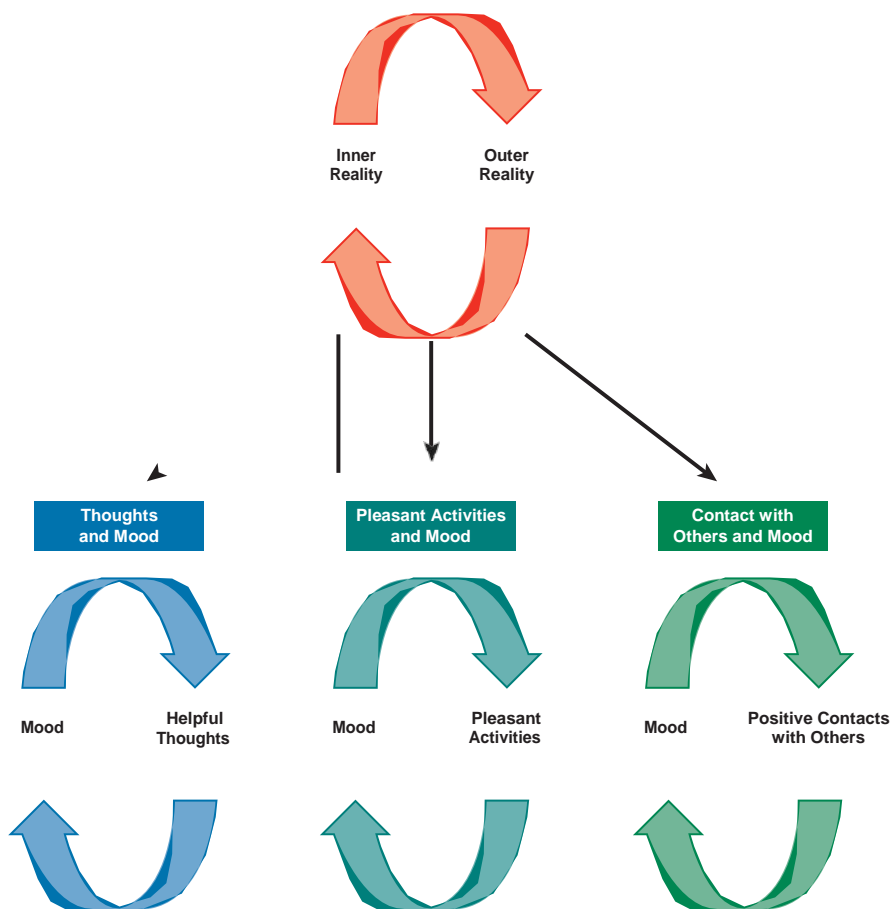 Inner
Reality
Outer
Reality
Thoughts
and Mood
Pleasant Activities
and Mood
Contact with
Others and Mood
Mood
Helpful
Thoughts
Mood
Pleasant
Activities
Mood
Positive Contacts
with Others